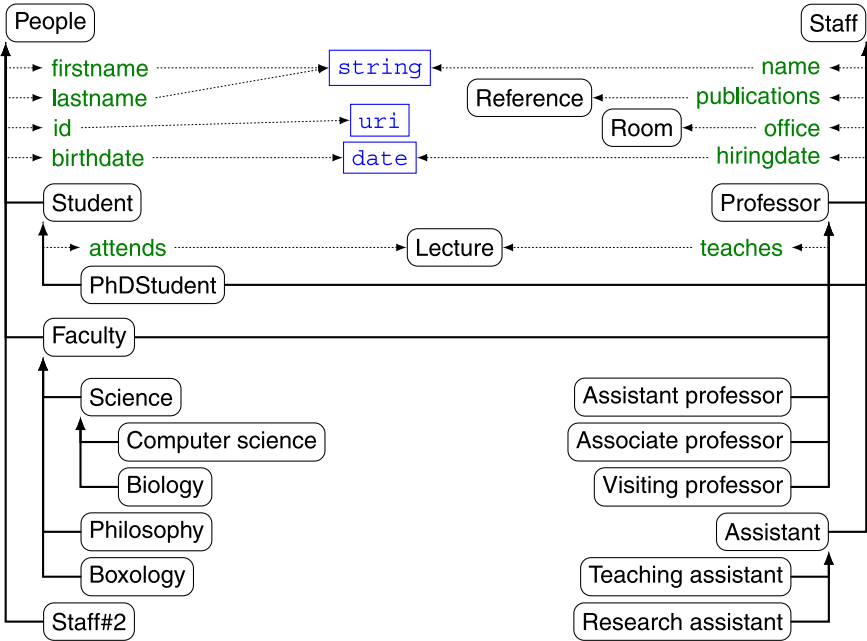 People Staff
firstname string name
lastname Reference publications
id uri Room office
birthdate date hiringdate
Student Professor
attends Lecture teaches
PhDStudent
Faculty
Science Assistant professor
Computer science Associate professor
Biology Visiting professor
Philosophy Assistant
Boxology Teaching assistant
Staff#2 Research assistant